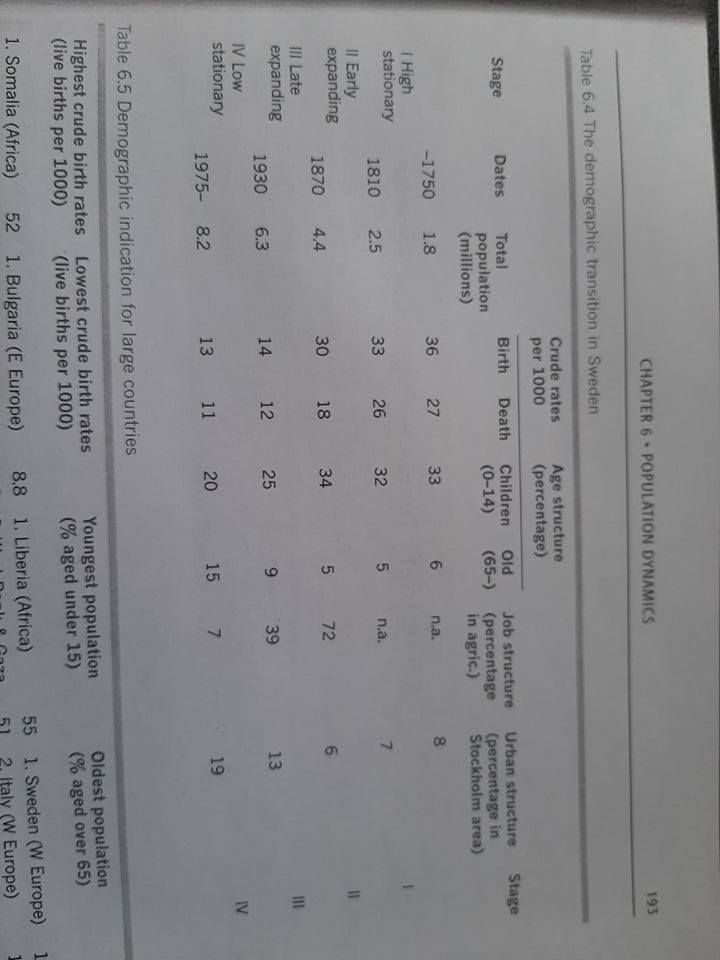 CHAPTER 6 • POPULATION DYNAMICS 193
Table 6.4 The demographic transition in Sweden
Crude rates per 1000 Age structure (percentage)
Stage Dates Total population (millions) Birth Death Children (0–14) Old (65–) Job structure (percentage in agric.) Urban structure (percentage in Stockholm area) Stage
–1750 1.8 36 27 33 6 n.a. 8
I High stationary I
1810 2.5 33 26 32 5 n.a. 7
II Early expanding II
1870 4.4 30 18 34 5 72 6
III Late expanding III
1930 6.3 14 12 25 9 39 13
IV Low stationary IV
1975– 8.2 13 11 20 15 7 19
Table 6.5 Demographic indication for large countries
Highest crude birth rates Lowest crude birth rates Youngest population Oldest population
(live births per 1000) (live births per 1000) (% aged under 15) (% aged over 65)
1. Somalia (Africa) 52 1. Bulgaria (E Europe) 8.8 1. Liberia (Africa) 55 1. Sweden (W Europe)
51 2. Italy (W Europe)